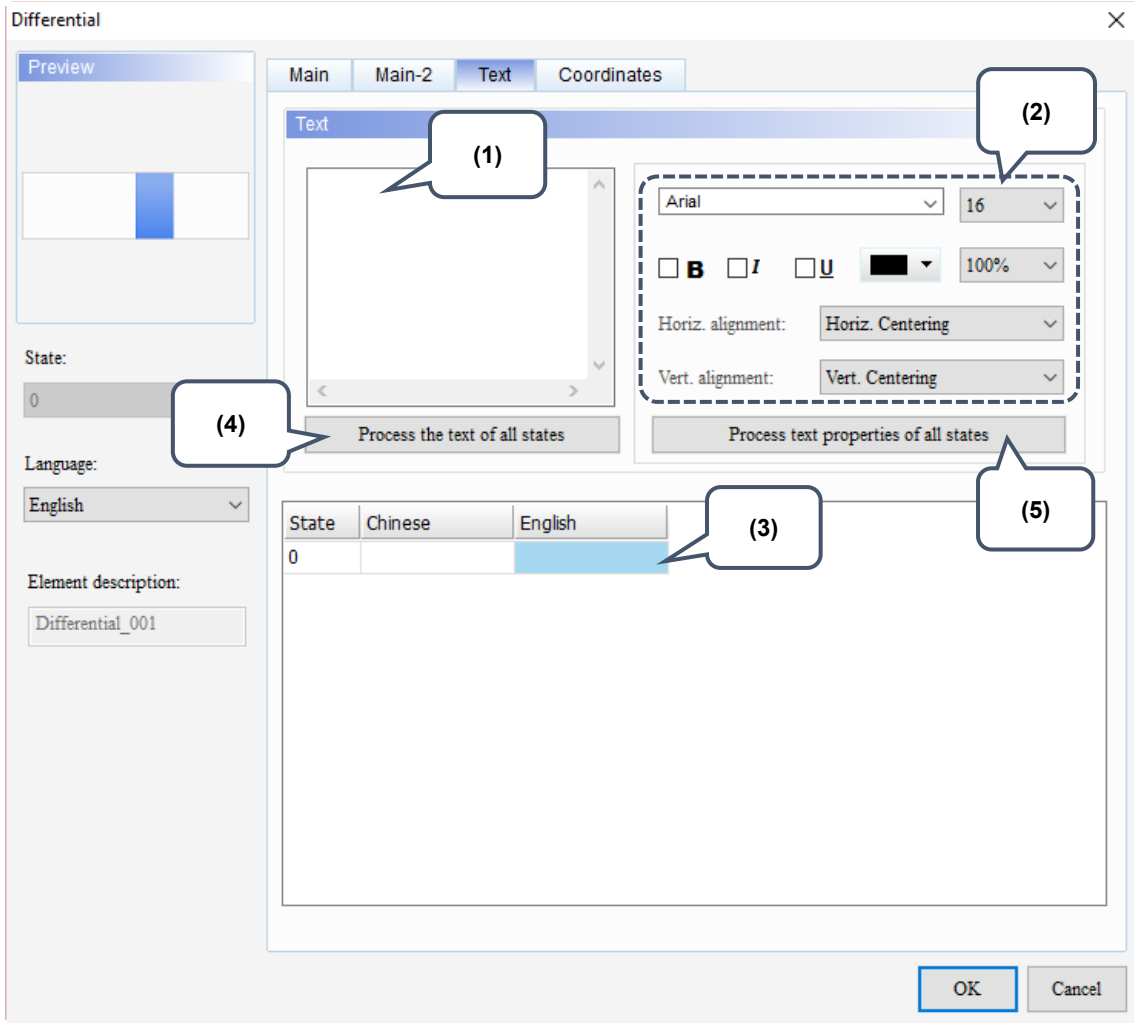 Differential
Preview
Main Main-2 Text Coordinates
Text
(1)
(2)
Arial 16
B I U 100%
Horiz. alignment: Horiz. Centering
Vert. alignment: Vert. Centering
State:
0
(4)
Process the text of all states
Process text properties of all states
Language:
English
(5)
(3)
State Chinese English
0
Element description:
Differential_001
OK Cancel